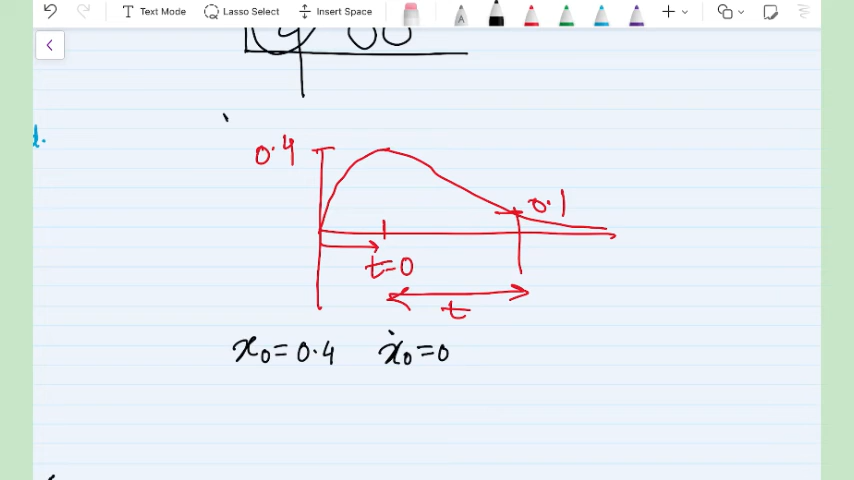 Text Mode Lasso Select Insert Space
d.
0.4
0.1
t=0
t
x₀=0.4 ẋ₀=0